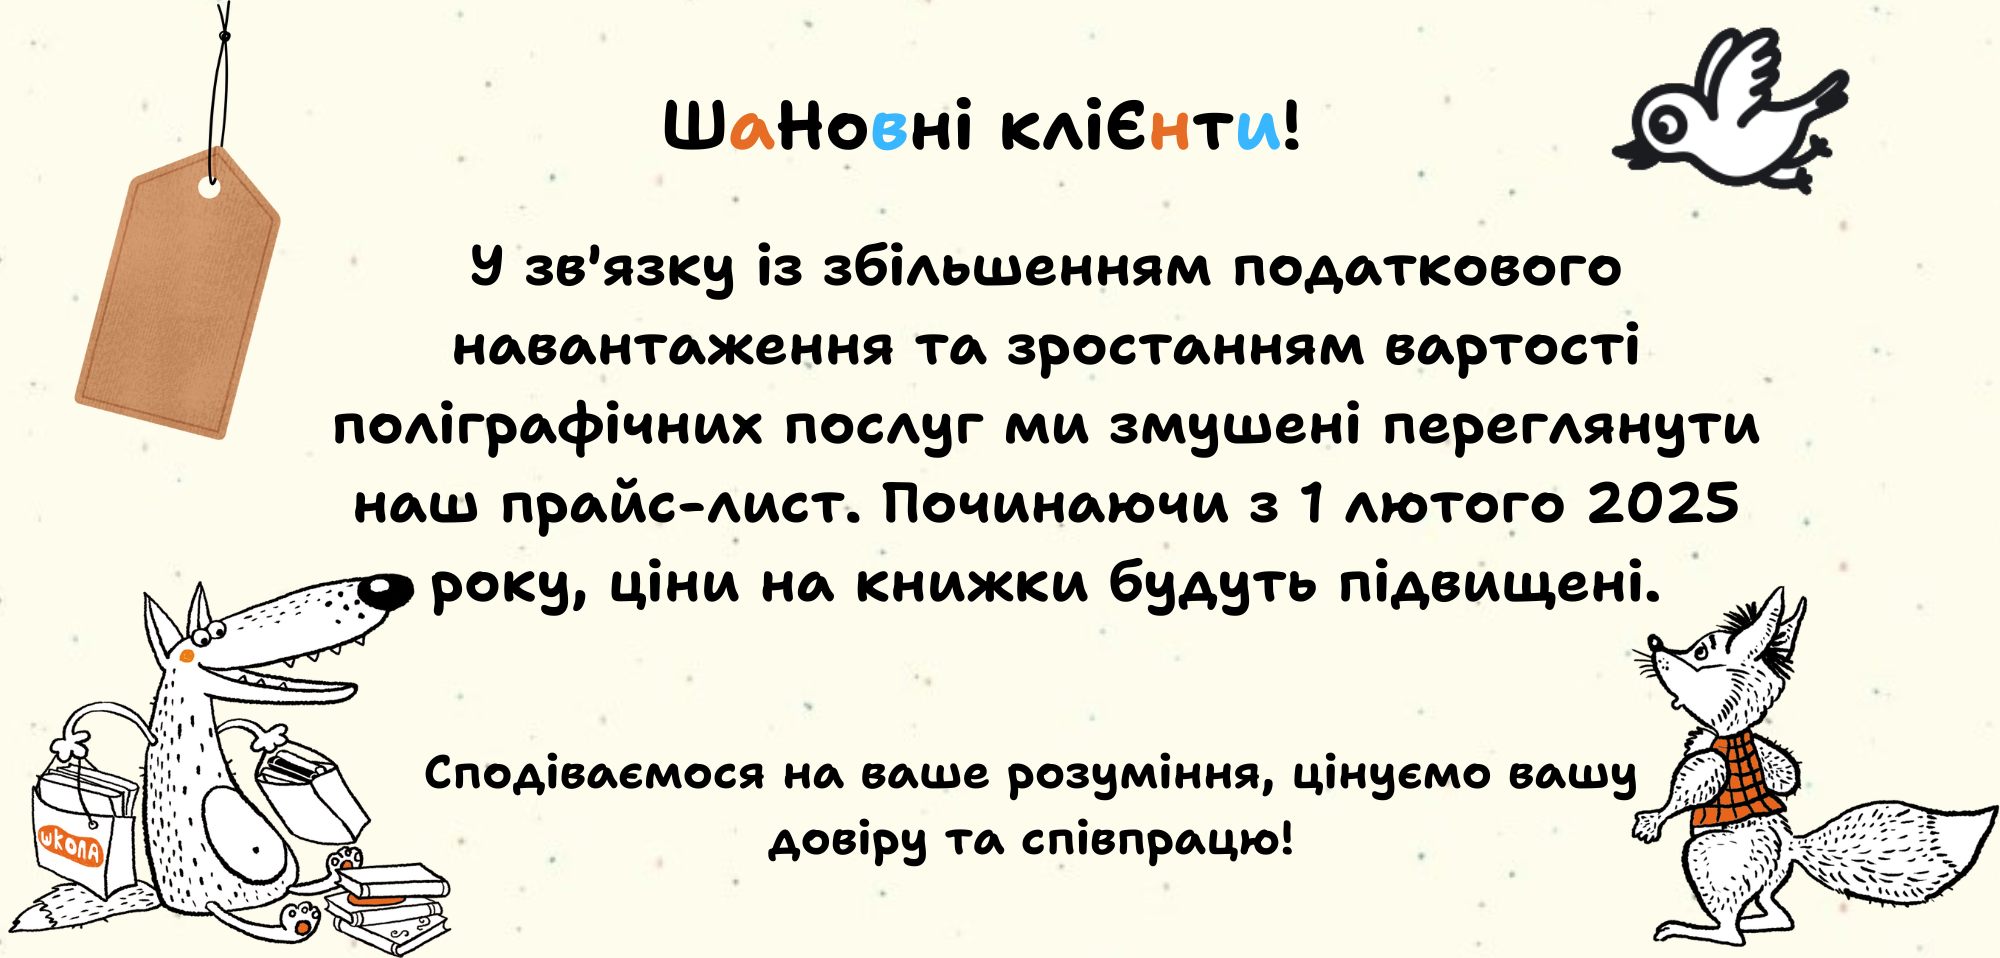 ШаНовні клієнти!
У зв'язку із збільшенням податкового
навантаження та зростанням вартості
поліграфічних послуг ми змушені переглянути
наш прайс-лист. Починаючи з 1 лютого 2025
року, ціни на книжки будуть підвищені.
Сподіваємося на ваше розуміння, цінуємо вашу
довіру та співпрацю!
школа